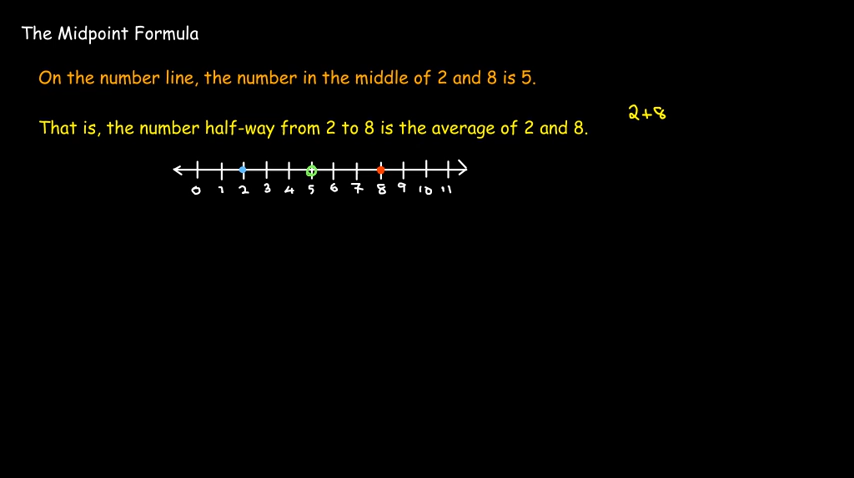 The Midpoint Formula
On the number line, the number in the middle of 2 and 8 is 5.
2+8
That is, the number half-way from 2 to 8 is the average of 2 and 8.
0 1 2 3 4 5 6 7 8 9 10 11